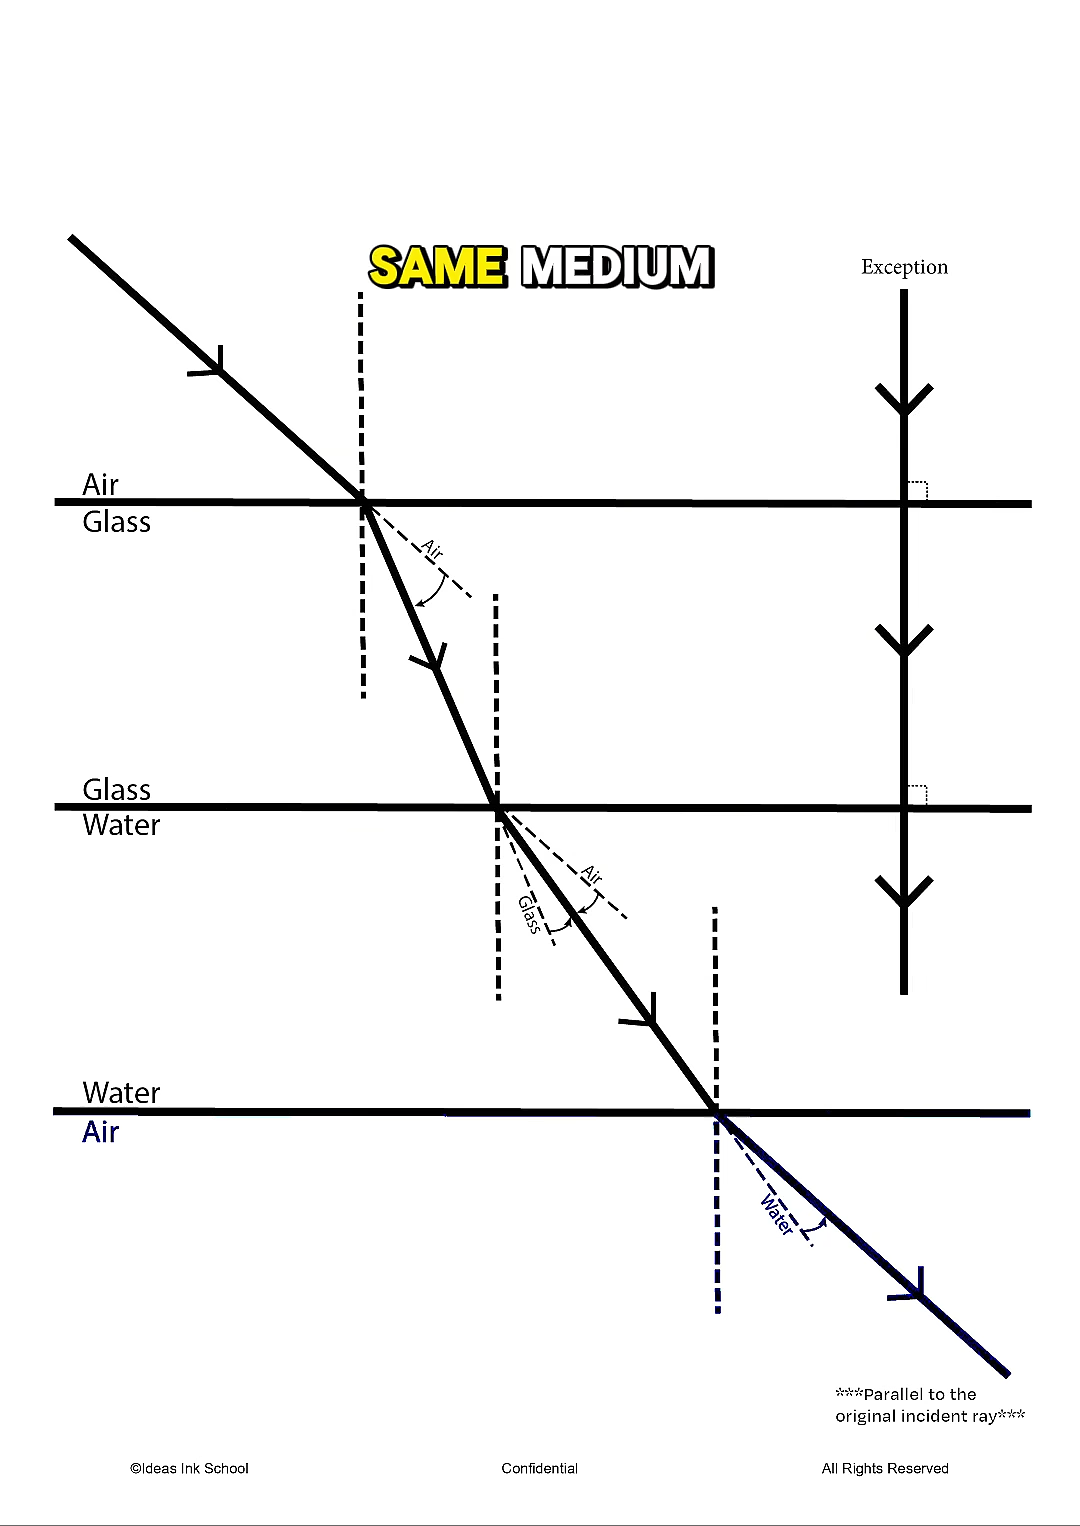 SAME MEDIUM
Exception
Air
Glass
Air
Glass
Water
Air
Glass
Water
Air
Water
***Parallel to the
original incident ray***
©Ideas Ink School Confidential All Rights Reserved